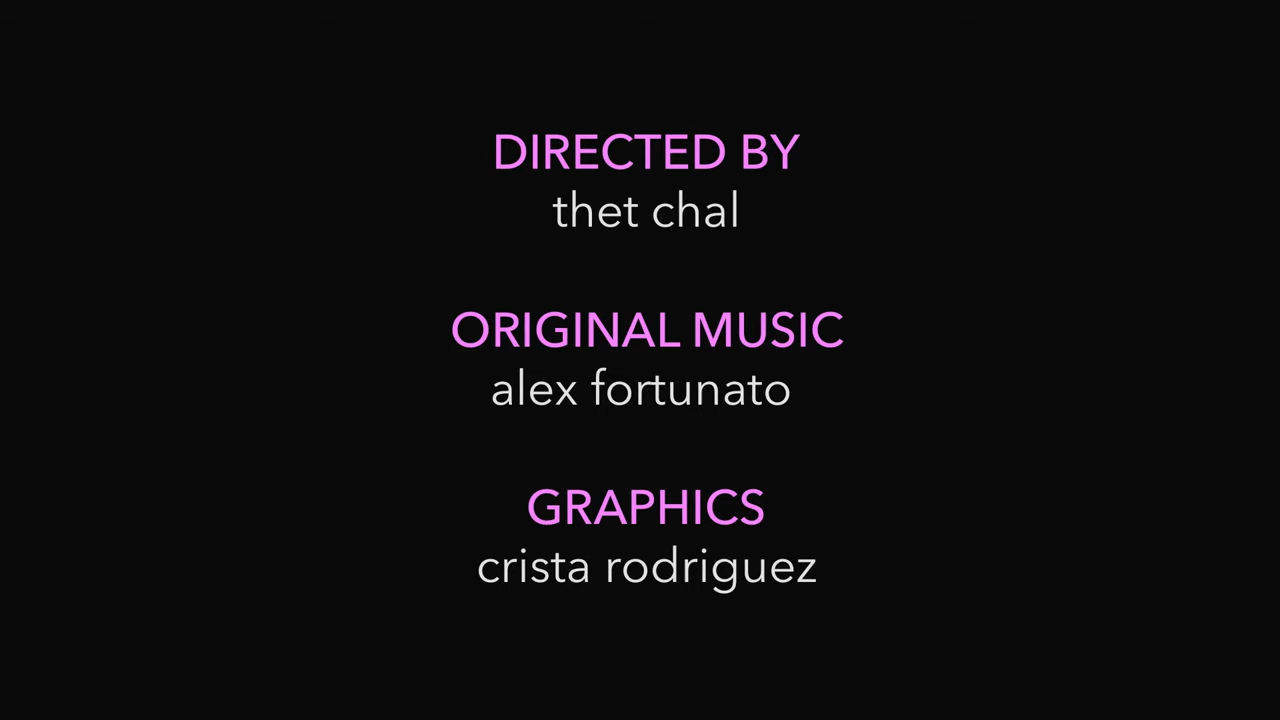 DIRECTED BY
thet chal
ORIGINAL MUSIC
alex fortunato
GRAPHICS
crista rodriguez